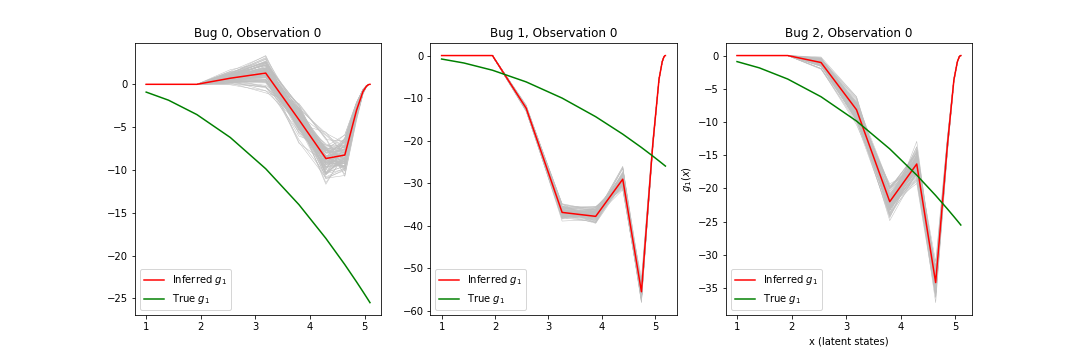 Bug 0, Observation 0
0
−5
−10
−15
−20
−25
1 2 3 4 5
Inferred g₁
True g₁
Bug 1, Observation 0
0
−10
−20
−30
−40
−50
−60
1 2 3 4 5
Inferred g₁
True g₁
Bug 2, Observation 0
g₁(x)
0
−5
−10
−15
−20
−25
−30
−35
1 2 3 4 5
x (latent states)
Inferred g₁
True g₁